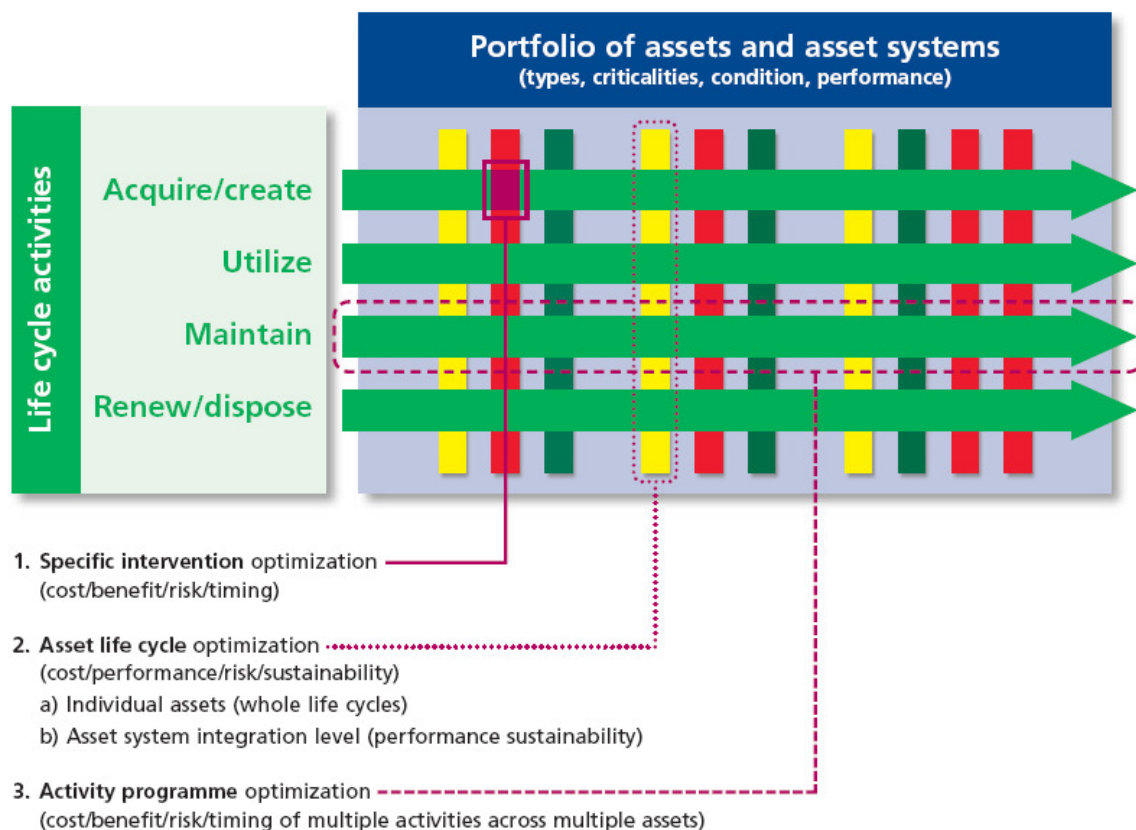 Portfolio of assets and asset systems
(types, criticalities, condition, performance)
Life cycle activities
Acquire/create
Utilize
Maintain
Renew/dispose
1. Specific intervention optimization
(cost/benefit/risk/timing)
2. Asset life cycle optimization
(cost/performance/risk/sustainability)
a) Individual assets (whole life cycles)
b) Asset system integration level (performance sustainability)
3. Activity programme optimization
(cost/benefit/risk/timing of multiple activities across multiple assets)